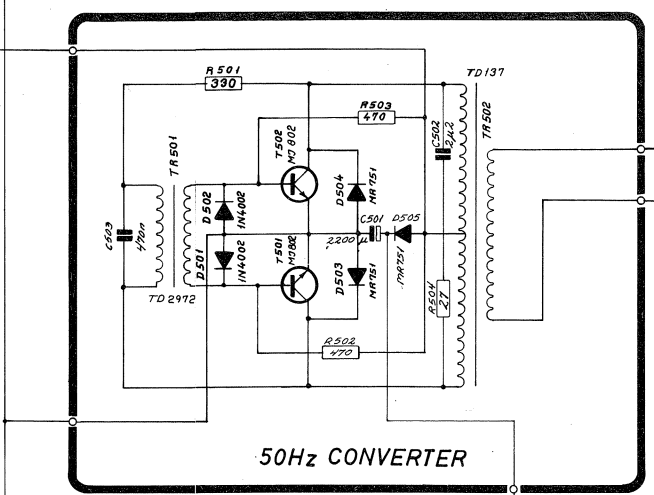 TD137
R501
330
R503
470
C502
2µ2
TR502
TR501
T502
MJ802
D502
1N4002
D504
MR751
C501
2200µ
D505
MR751
C503
470n
D501
1N4002
T501
MJ802
D503
MR751
R504
27
TD2972
R502
470
50Hz CONVERTER